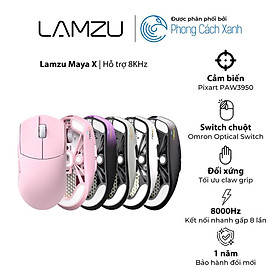 LAMZU
Được phân phối bởi
Phong Cách Xanh
Lamzu Maya X | Hỗ trợ 8KHz
Cảm biến
Pixart PAW3950
Switch chuột
Omron Optical Switch
Đối xứng
Tối ưu claw grip
8000Hz
Kết nối nhanh gấp 8 lần
1 năm
Bảo hành đổi mới